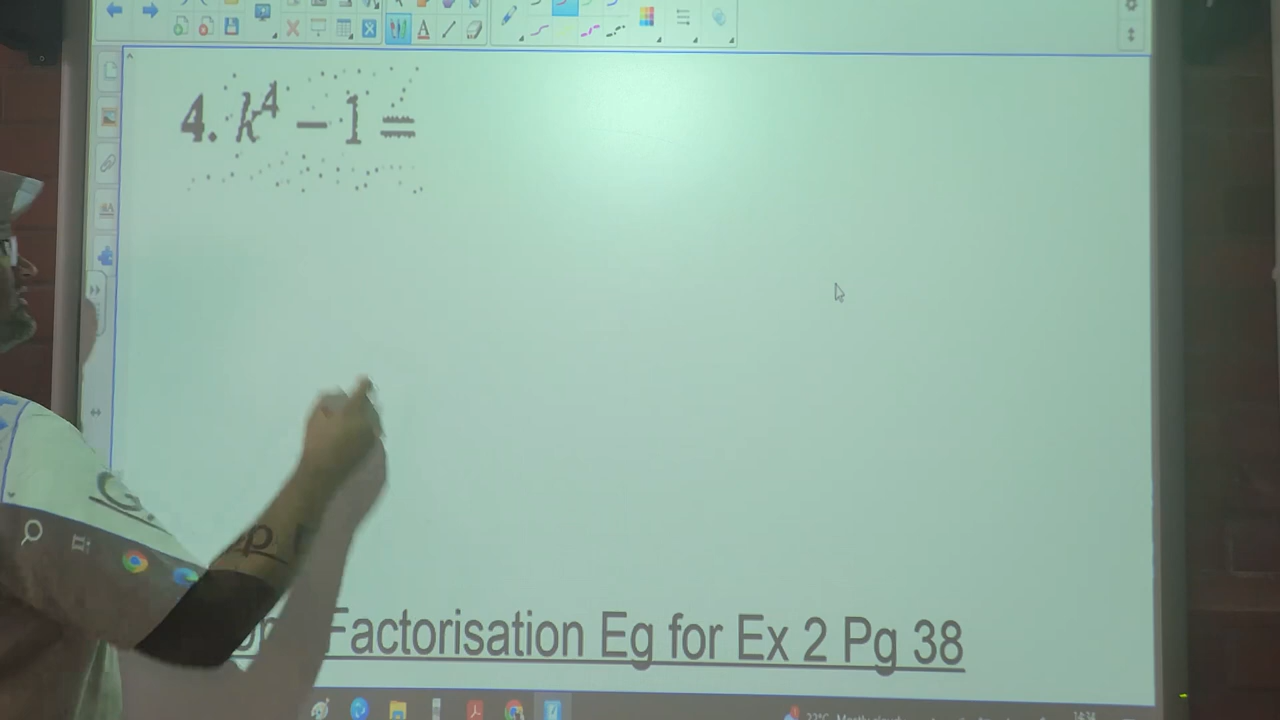 4. k⁴ – 1 =
Factorisation Eg for Ex 2 Pg 38